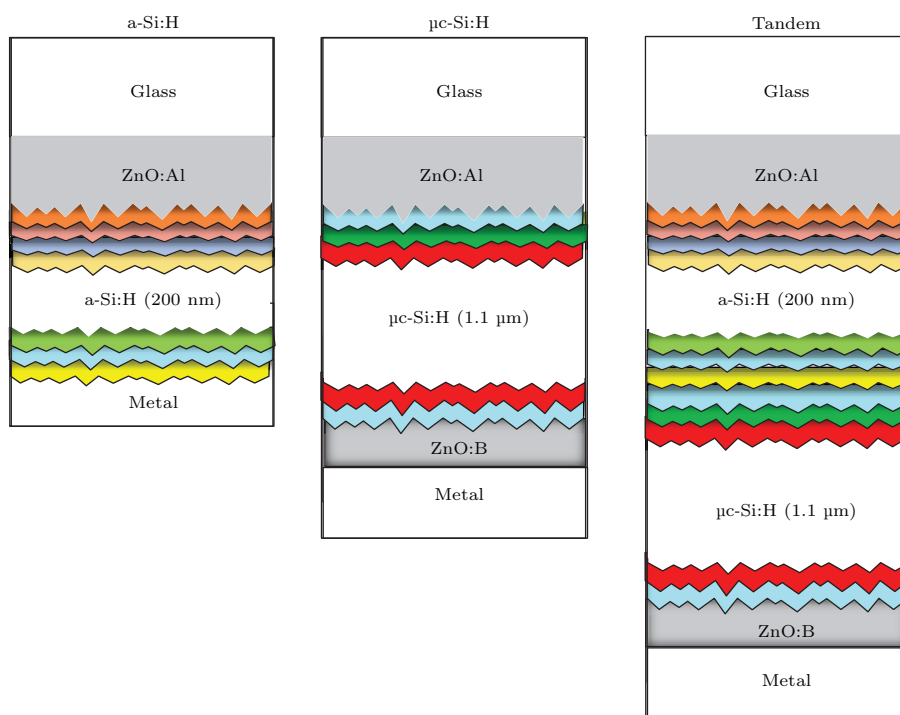 a-Si:H
Glass
ZnO:Al
a-Si:H (200 nm)
Metal
µc-Si:H
Glass
ZnO:Al
µc-Si:H (1.1 µm)
ZnO:B
Metal
Tandem
Glass
ZnO:Al
a-Si:H (200 nm)
µc-Si:H (1.1 µm)
ZnO:B
Metal